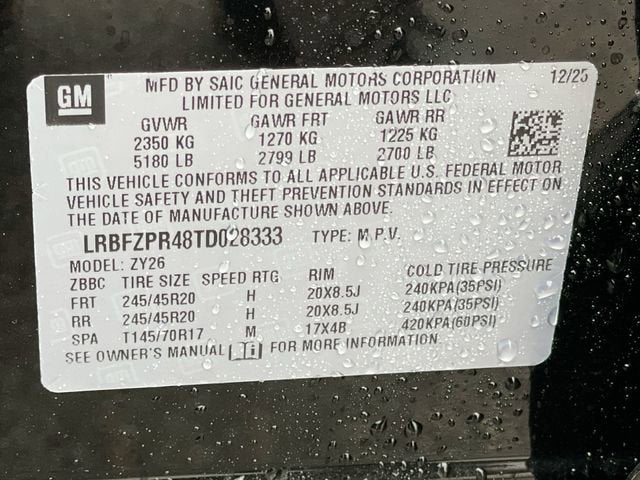 GM
MFD BY SAIC GENERAL MOTORS CORPORATION 12/25
LIMITED FOR GENERAL MOTORS LLC
GVWR GAWR FRT GAWR RR
2350 KG 1270 KG 1225 KG
5180 LB 2799 LB 2700 LB
THIS VEHICLE CONFORMS TO ALL APPLICABLE U.S. FEDERAL MOTOR
VEHICLE SAFETY AND THEFT PREVENTION STANDARDS IN EFFECT ON
THE DATE OF MANUFACTURE SHOWN ABOVE.
LRBFZPR48TD028333 TYPE: M.P.V.
MODEL: ZY26
ZBBC TIRE SIZE SPEED RTG RIM COLD TIRE PRESSURE
FRT 245/45R20 H 20X8.5J 240KPA(35PSI)
RR 245/45R20 H 20X8.5J 240KPA(35PSI)
SPA T145/70R17 M 17X4B 420KPA(60PSI)
SEE OWNER'S MANUAL FOR MORE INFORMATION